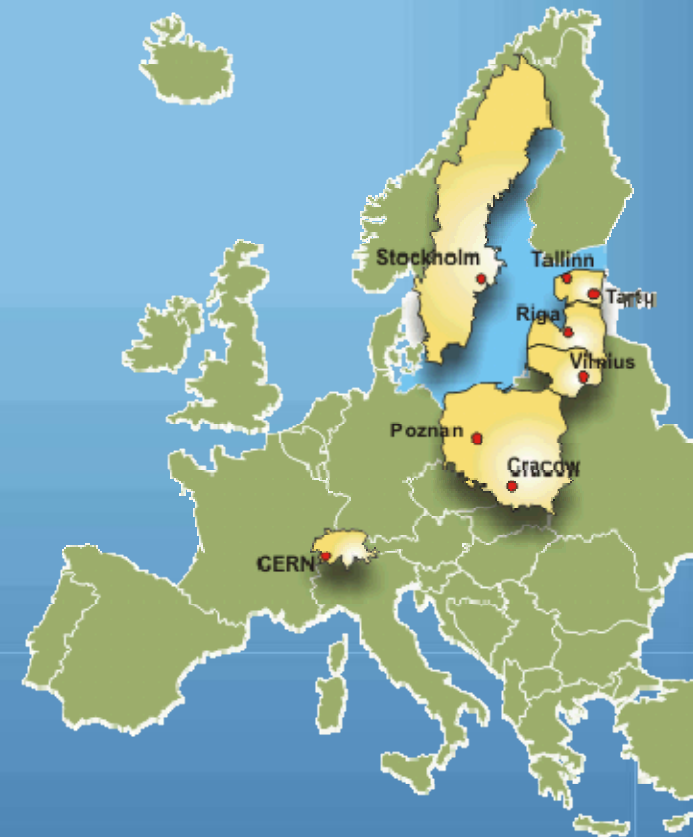 Stockholm
Tallinn
Tartu
Riga
Vilnius
Poznan
Cracow
CERN